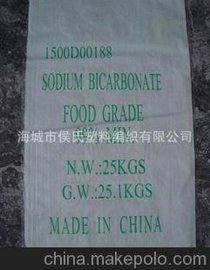 1500D00188
SODIUM BICARBONATE
FOOD GRADE
海城市侯氏塑料编织有限公司
N.W.:25KGS
G.W.:25.1KGS
MADE IN CHINA
china.makepolo.com